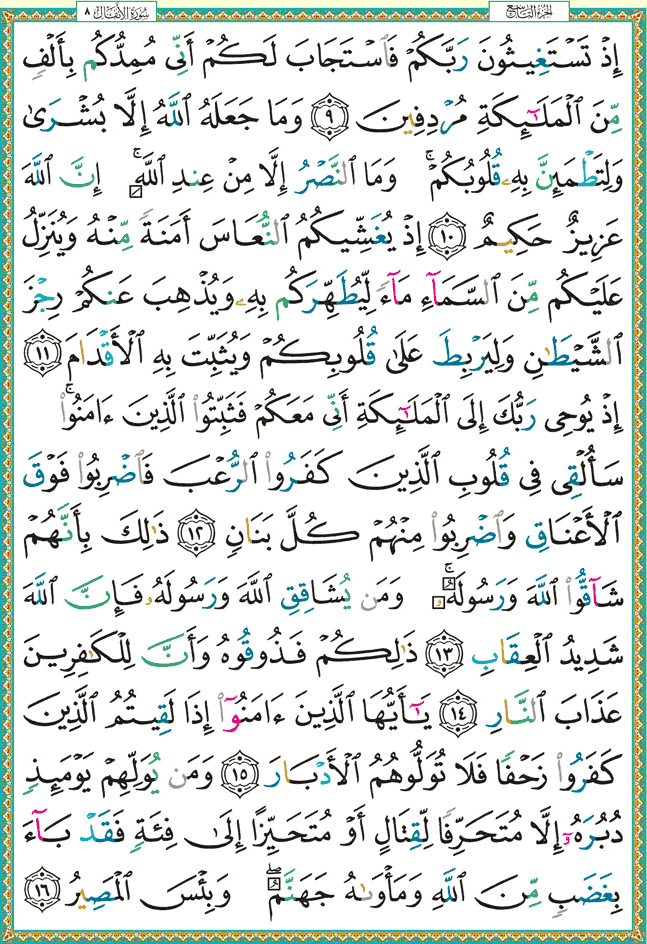 الجزء التاسع
سورة الأنفال ٨
إِذْ تَسْتَغِيثُونَ رَبَّكُمْ فَٱسْتَجَابَ لَكُمْ أَنِّى مُمِدُّكُم بِأَلْفٍ
مِّنَ ٱلْمَلَـٰٓئِكَةِ مُرْدِفِينَ ٩ وَمَا جَعَلَهُ ٱللَّهُ إِلَّا بُشْرَىٰ
وَلِتَطْمَئِنَّ بِهِۦ قُلُوبُكُمْ ۚ وَمَا ٱلنَّصْرُ إِلَّا مِنْ عِندِ ٱللَّهِ ۚ إِنَّ ٱللَّهَ
عَزِيزٌ حَكِيمٌ ١٠ إِذْ يُغَشِّيكُمُ ٱلنُّعَاسَ أَمَنَةً مِّنْهُ وَيُنَزِّلُ
عَلَيْكُم مِّنَ ٱلسَّمَآءِ مَآءً لِّيُطَهِّرَكُم بِهِۦ وَيُذْهِبَ عَنكُمْ رِجْزَ
ٱلشَّيْطَـٰنِ وَلِيَرْبِطَ عَلَىٰ قُلُوبِكُمْ وَيُثَبِّتَ بِهِ ٱلْأَقْدَامَ ١١
إِذْ يُوحِى رَبُّكَ إِلَى ٱلْمَلَـٰٓئِكَةِ أَنِّى مَعَكُمْ فَثَبِّتُوا۟ ٱلَّذِينَ ءَامَنُوا۟ ۚ
سَأُلْقِى فِى قُلُوبِ ٱلَّذِينَ كَفَرُوا۟ ٱلرُّعْبَ فَٱضْرِبُوا۟ فَوْقَ
ٱلْأَعْنَاقِ وَٱضْرِبُوا۟ مِنْهُمْ كُلَّ بَنَانٍ ١٢ ذَٰلِكَ بِأَنَّهُمْ
شَآقُّوا۟ ٱللَّهَ وَرَسُولَهُۥ ۚ وَمَن يُشَاقِقِ ٱللَّهَ وَرَسُولَهُۥ فَإِنَّ ٱللَّهَ
شَدِيدُ ٱلْعِقَابِ ١٣ ذَٰلِكُمْ فَذُوقُوهُ وَأَنَّ لِلْكَـٰفِرِينَ
عَذَابَ ٱلنَّارِ ١٤ يَـٰٓأَيُّهَا ٱلَّذِينَ ءَامَنُوٓا۟ إِذَا لَقِيتُمُ ٱلَّذِينَ
كَفَرُوا۟ زَحْفًا فَلَا تُوَلُّوهُمُ ٱلْأَدْبَارَ ١٥ وَمَن يُوَلِّهِمْ يَوْمَئِذٍ
دُبُرَهُۥٓ إِلَّا مُتَحَرِّفًا لِّقِتَالٍ أَوْ مُتَحَيِّزًا إِلَىٰ فِئَةٍ فَقَدْ بَآءَ
بِغَضَبٍ مِّنَ ٱللَّهِ وَمَأْوَىٰهُ جَهَنَّمُ ۖ وَبِئْسَ ٱلْمَصِيرُ ١٦